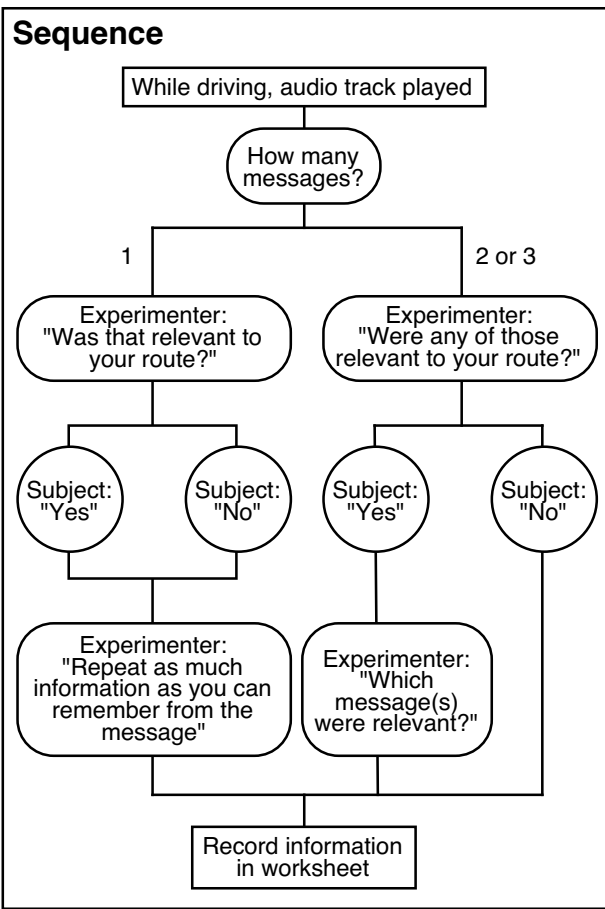 Sequence
While driving, audio track played
How many
messages?
1
2 or 3
Experimenter:
"Was that relevant to
your route?"
Experimenter:
"Were any of those
relevant to your route?"
Subject:
"Yes"
Subject:
"No"
Subject:
"Yes"
Subject:
"No"
Experimenter:
"Repeat as much
information as you can
remember from the
message"
Experimenter:
"Which
message(s)
were relevant?"
Record information
in worksheet